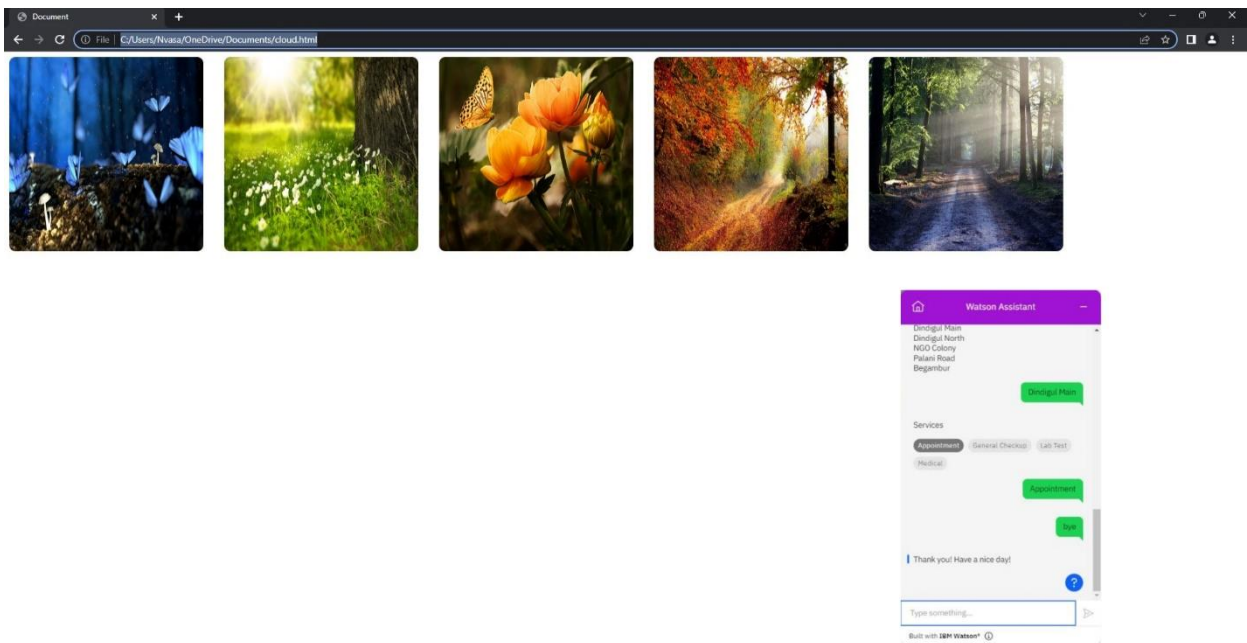 Document
File C:/Users/Nvasa/OneDrive/Documents/cloud.html
Watson Assistant
Dindigul Main
Dindigul North
NGO Colony
Palani Road
Begambur
Dindigul Main
Services
Appointment General Checkup Lab Test
Medical
Appointment
bye
Thank you! Have a nice day!
?
Type something...
Built with IBM Watson®